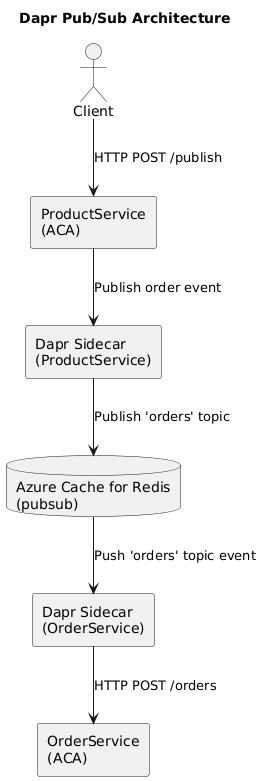 Dapr Pub/Sub Architecture
Client
HTTP POST /publish
ProductService
(ACA)
Publish order event
Dapr Sidecar
(ProductService)
Publish 'orders' topic
Azure Cache for Redis
(pubsub)
Push 'orders' topic event
Dapr Sidecar
(OrderService)
HTTP POST /orders
OrderService
(ACA)